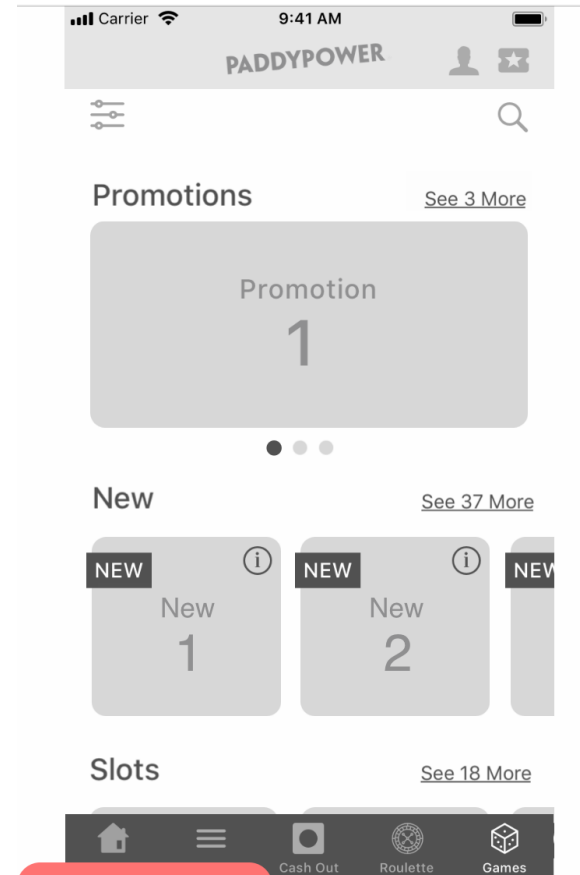 Carrier 9:41 AM
PADDYPOWER
Promotions See 3 More
Promotion
1
New See 37 More
NEW NEW NEW
New New
1 2
Slots See 18 More
Cash Out Roulette Games